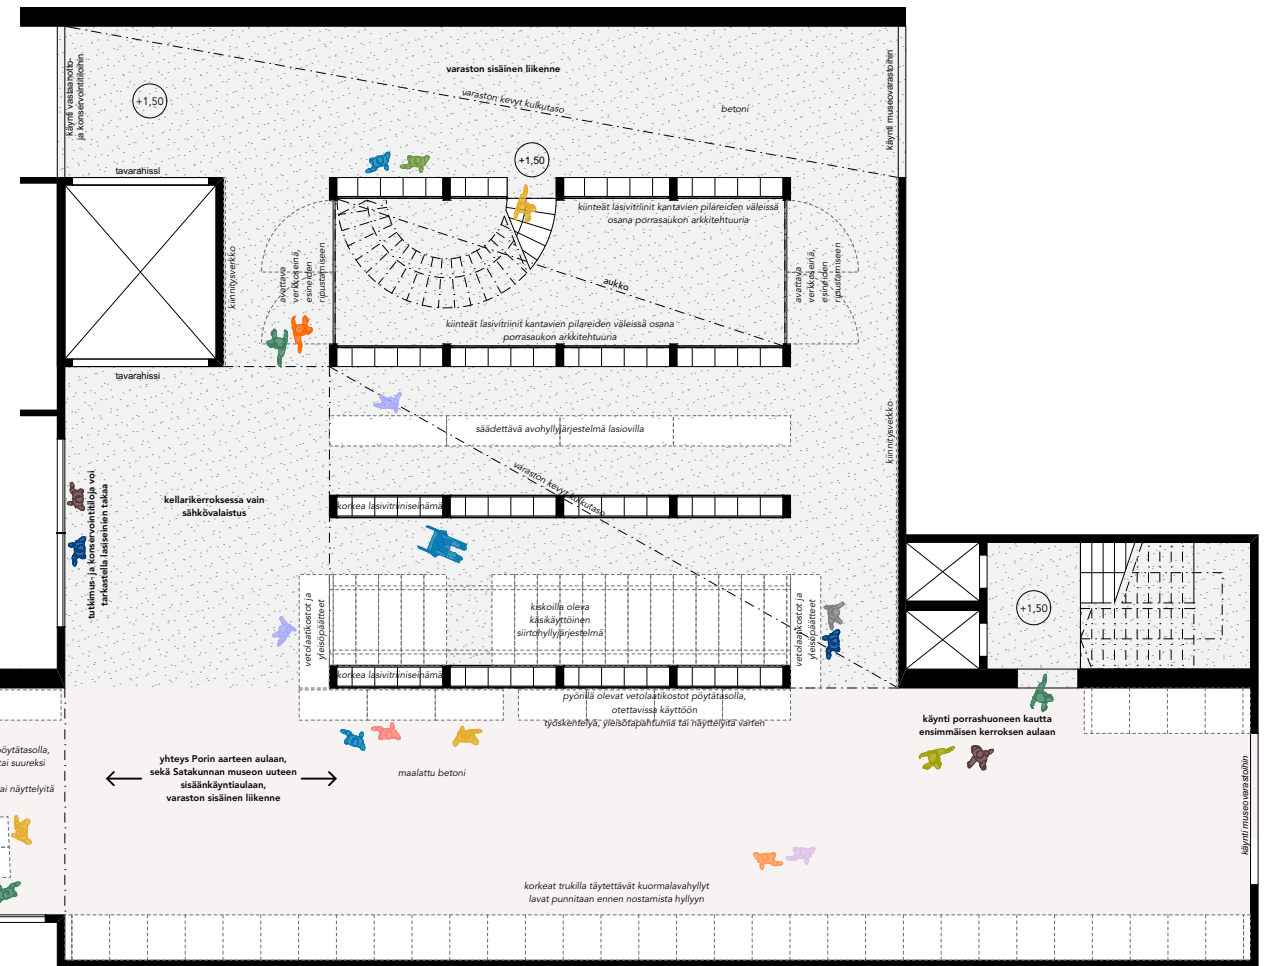 varaston sisäinen liikenne
varaston kevyt kulkutaso
betoni
käynti vastaanotto-
ja konservointitiloihin
+1,50
käynti museovarastoihin
+1,50
tavarahissi
kiinteät lasivitriinit kantavien pilareiden väleissä
osana porrasaukon arkkitehtuuria
kiinnitysverkko
avattava
verkkoseinä,
esineiden
ripustamiseen
aukko
avattava
verkkoseinä,
esineiden
ripustamiseen
kiinteät lasivitriinit kantavien pilareiden väleissä osana
porrasaukon arkkitehtuuria
tavarahissi
kiinnitysverkko
säädettävä avohyllyjärjestelmä lasiovilla
varaston kevyt kulkutaso
tutkimus- ja konservointitiloja voi
tarkastella lasiseinien takaa
kellarikerroksessa vain
sähkövalaistus
korkea lasivitriiniseinämä
vetolaatikostot ja
yleisöpäätteet
kiskoilla oleva
käsikäyttöinen
siirtohyllyjärjestelmä
vetolaatikostot ja
yleisöpäätteet
+1,50
korkea lasivitriiniseinämä
pyörillä olevat vetolaatikostot pöytätasolla,
otettavissa käyttöön
työskentelyä, yleisötapahtumia tai näyttelyitä varten
käynti porrashuoneen kautta
ensimmäisen kerroksen aulaan
öytätasolla,
tai suureksi
ai näyttelyitä
yhteys Porin aarteen aulaan,
sekä Satakunnan museon uuteen
sisäänkäyntiaulaan,
varaston sisäinen liikenne
maalattu betoni
käynti museovarastoihin
korkeat trukilla täytettävät kuormalavahyllyt
lavat punnitaan ennen nostamista hyllyyn